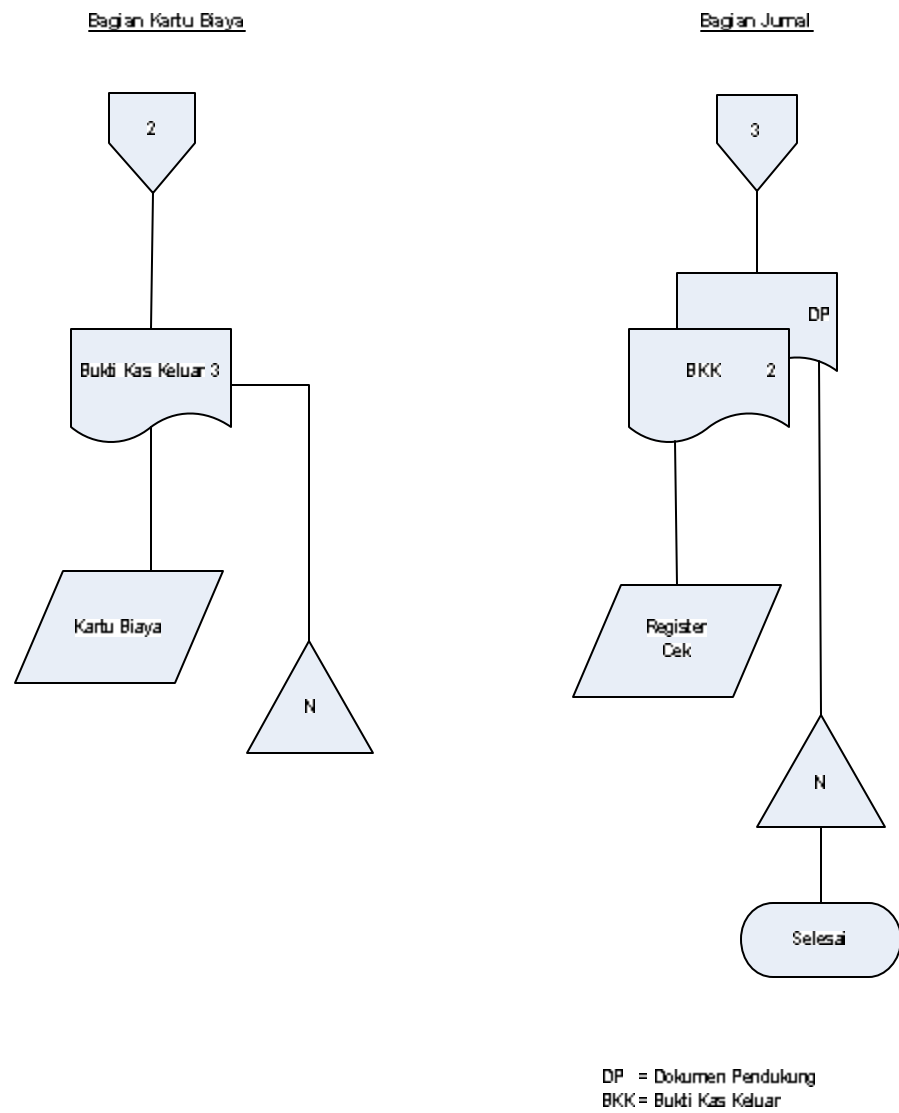 Bagian Kartu Biaya
2
Bukti Kas Keluar 3
Kartu Biaya
N
Bagian Jurnal
3
DP
BKK 2
Register
Cek
N
Selesai
DP = Dokumen Pendukung
BKK = Bukti Kas Keluar